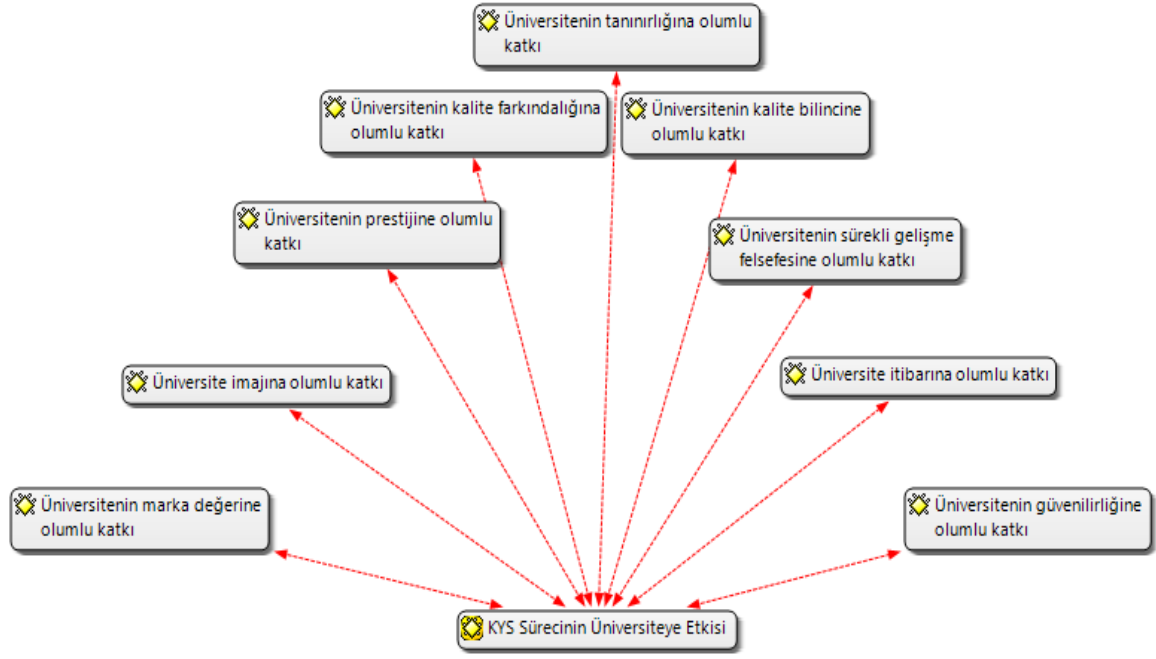 Üniversitenin tanınırlığına olumlu
katkı
Üniversitenin kalite farkındalığına
olumlu katkı
Üniversitenin kalite bilincine
olumlu katkı
Üniversitenin prestijine olumlu
katkı
Üniversitenin sürekli gelişme
felsefesine olumlu katkı
Üniversite imajına olumlu katkı
Üniversite itibarına olumlu katkı
Üniversitenin marka değerine
olumlu katkı
Üniversitenin güvenilirliğine
olumlu katkı
KYS Sürecinin Üniversiteye Etkisi